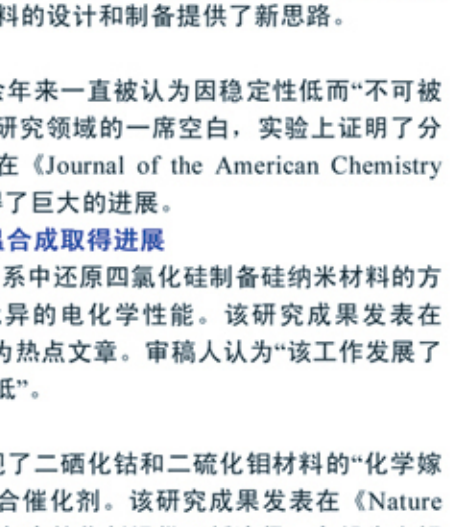 料的设计和制备提供了新思路。
年来一直被认为因稳定性低而“不可被
研究领域的一席空白，实验上证明了分
在《Journal of the American Chemistry
了巨大的进展。
合成取得进展
系中还原四氯化硅制备硅纳米材料的方
异的电化学性能。该研究成果发表在
为热点文章。审稿人认为“该工作发展了
低”。
了二硒化钴和二硫化钼材料的“化学嫁
合催化剂。该研究成果发表在《Nature